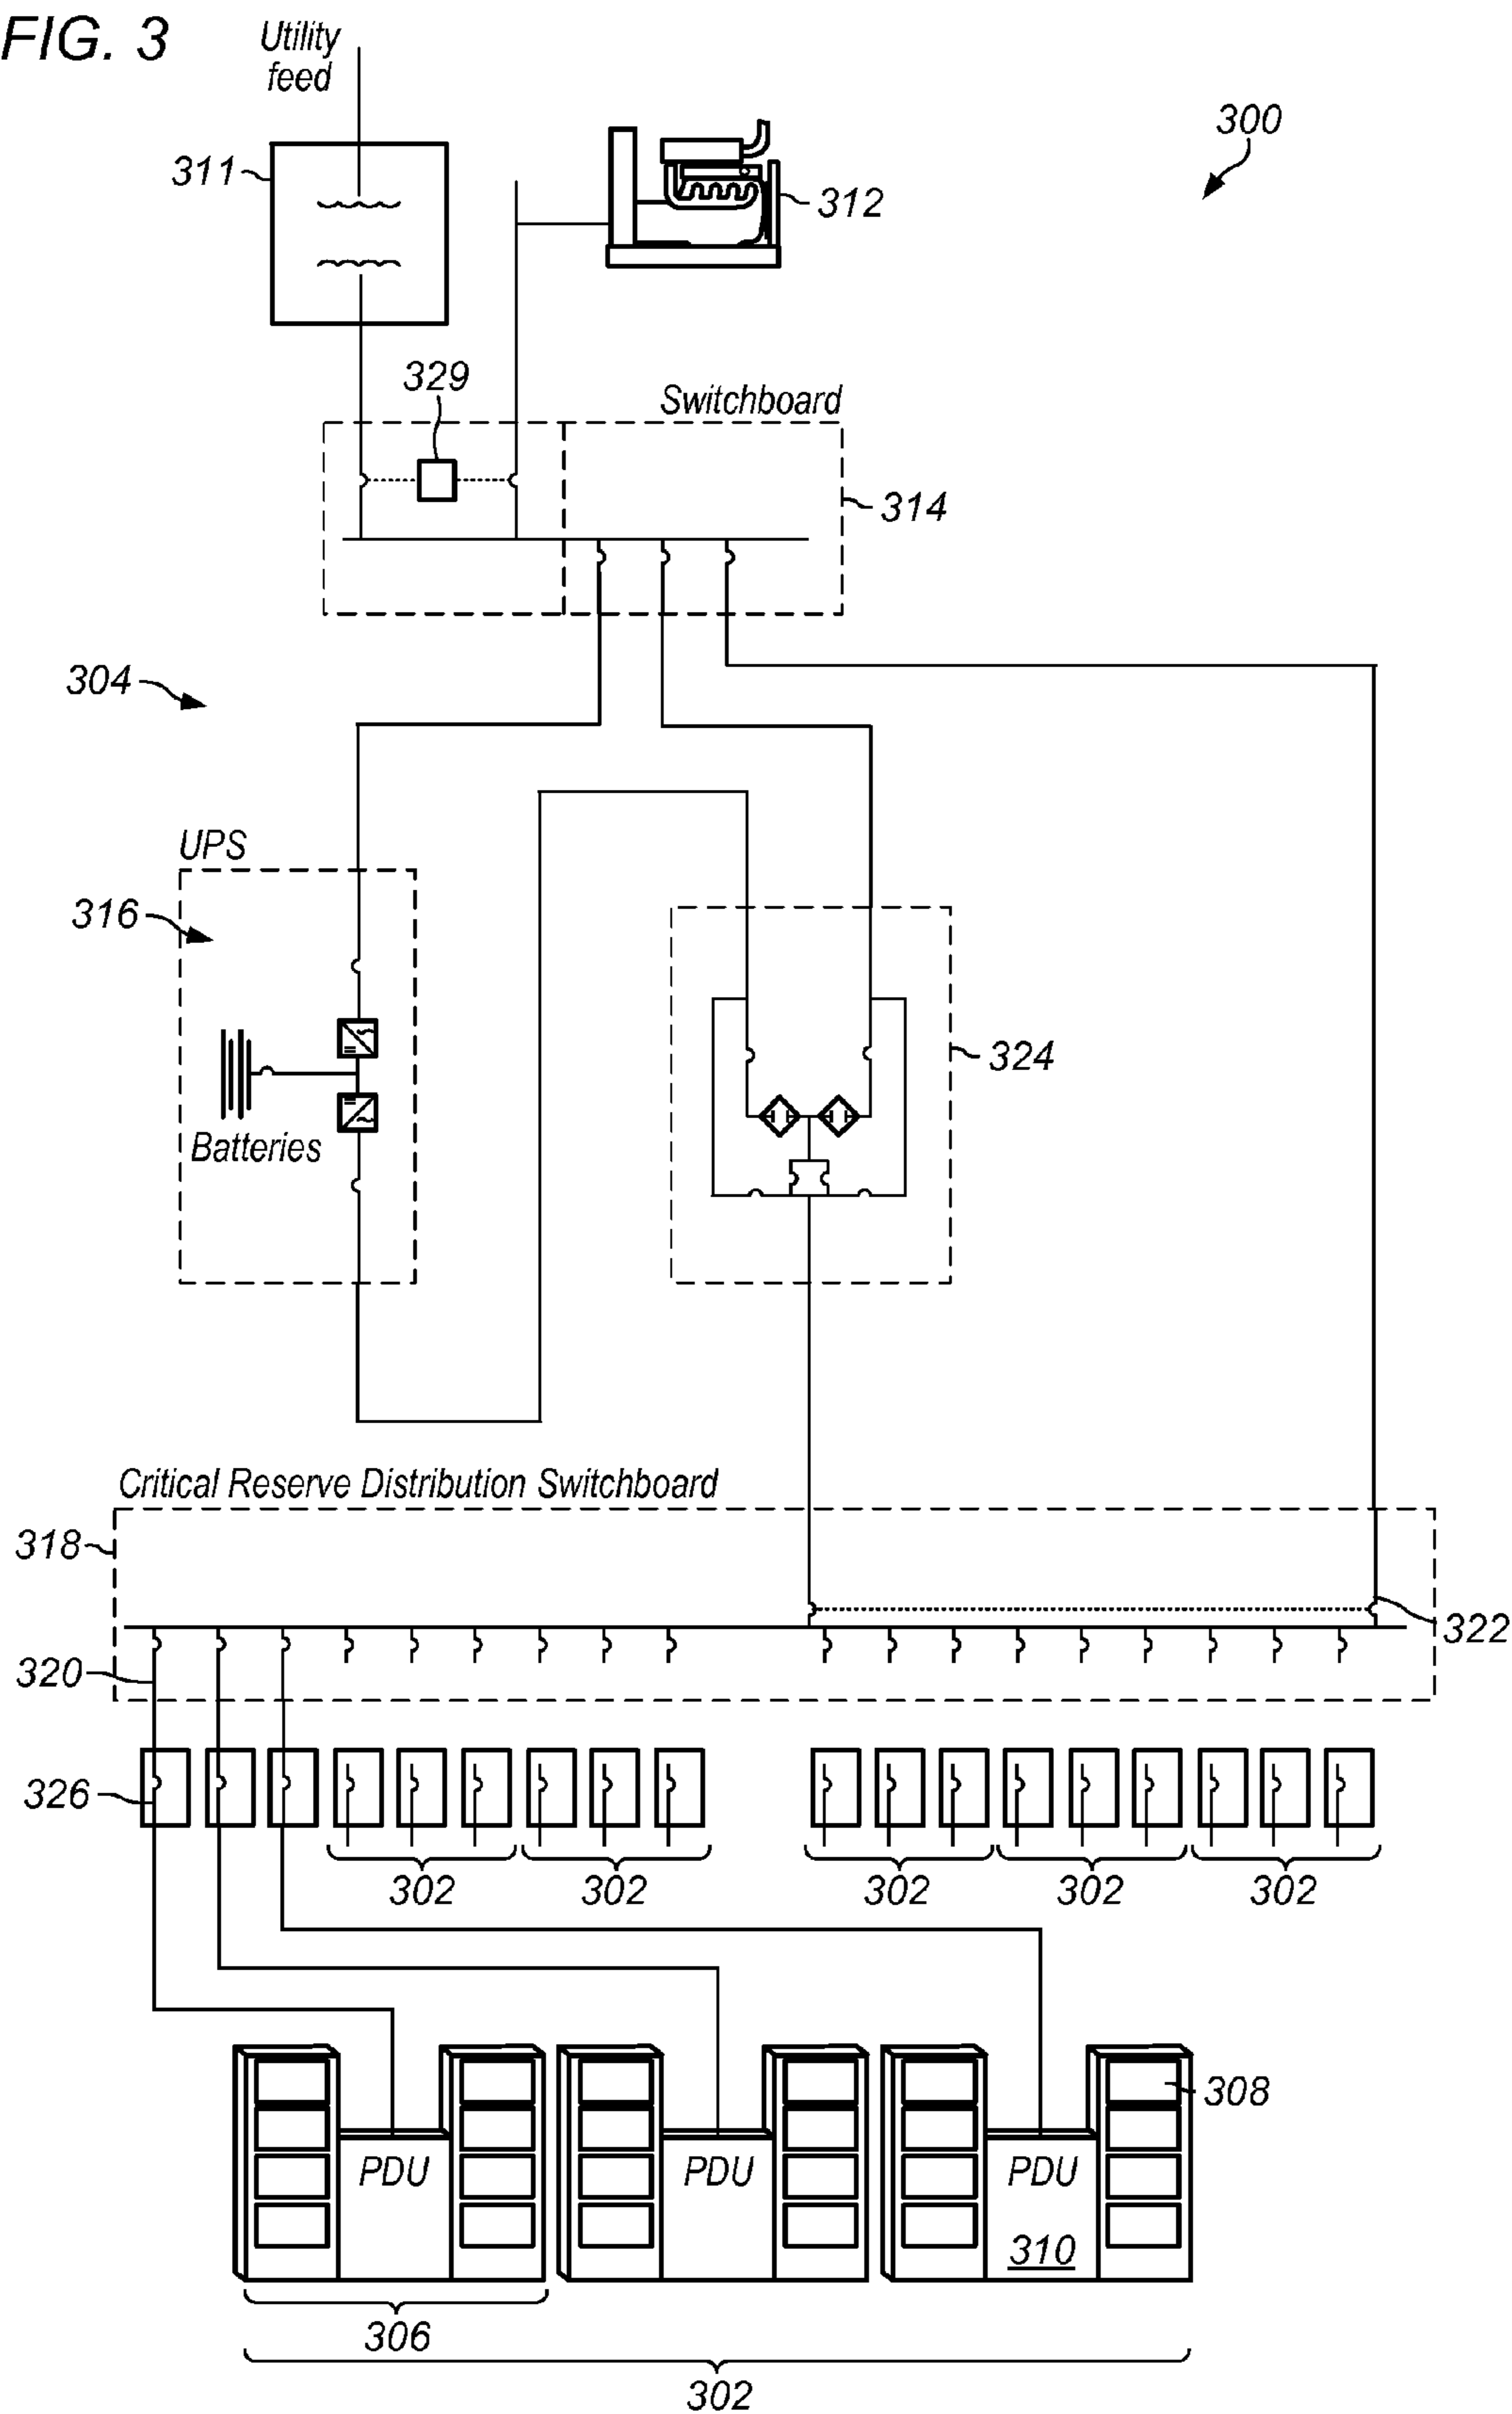 FIG. 3
Utility
feed
300
311
312
329
Switchboard
314
304
UPS
316
324
Batteries
Critical Reserve Distribution Switchboard
318
322
320
326
302
302
302
302
302
308
PDU
PDU
PDU
310
306
302